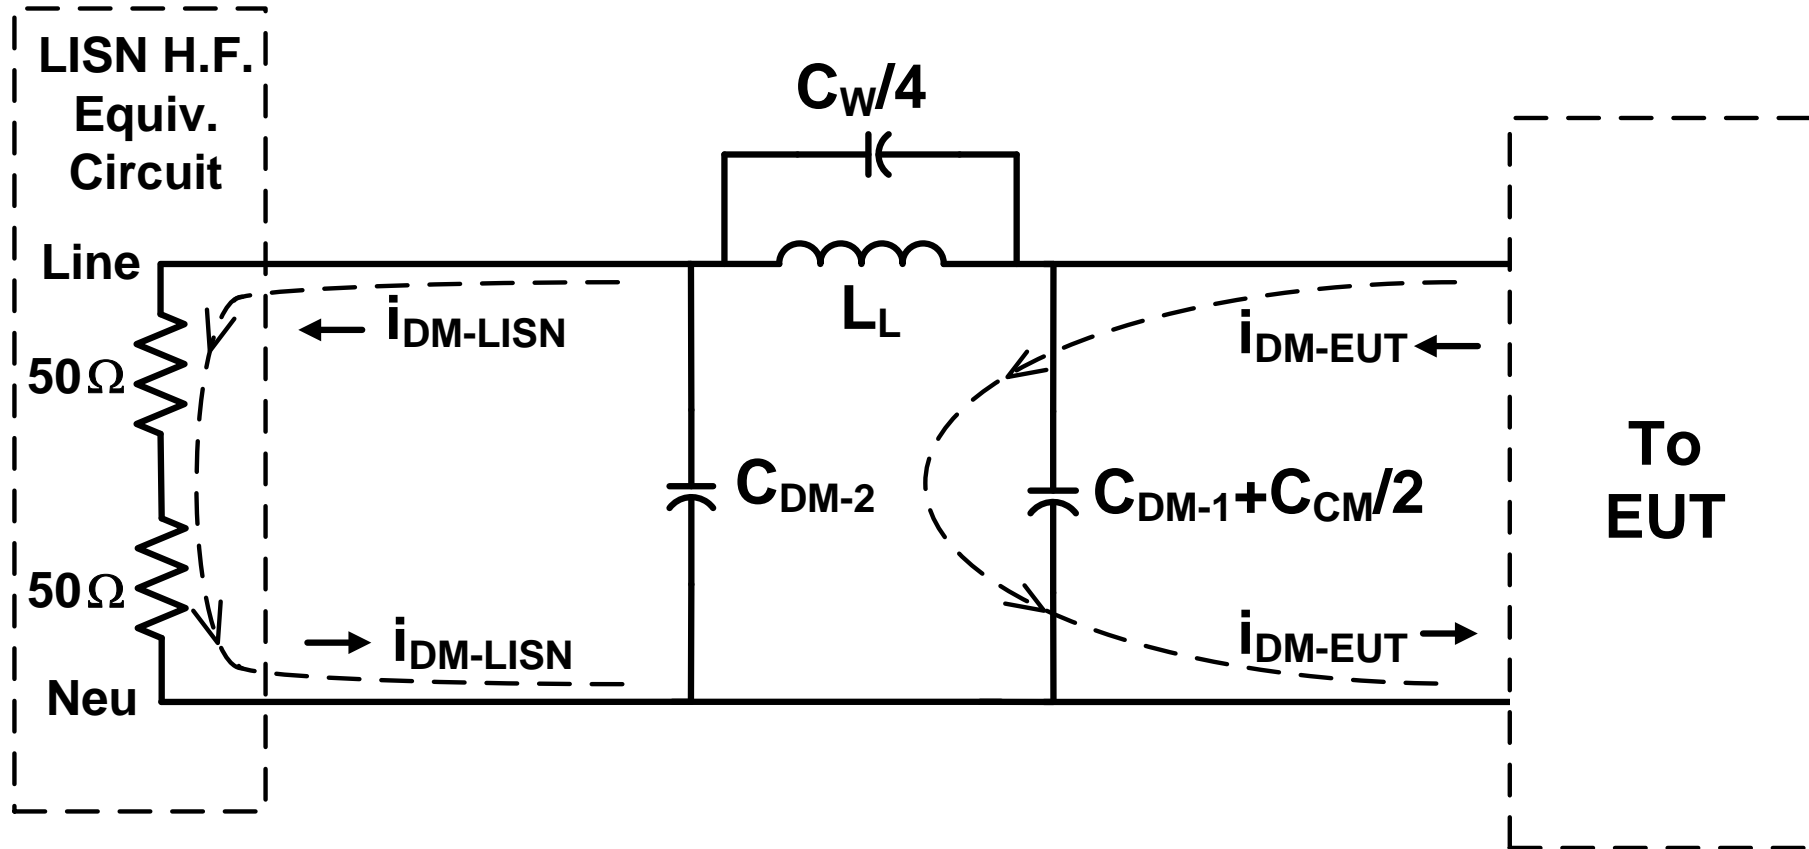 LISN H.F.
Equiv.
Circuit
C_W/4
Line
i_DM-LISN
L_L
i_DM-EUT
50Ω
C_DM-2
C_DM-1+C_CM/2
To
EUT
50Ω
i_DM-LISN
i_DM-EUT
Neu